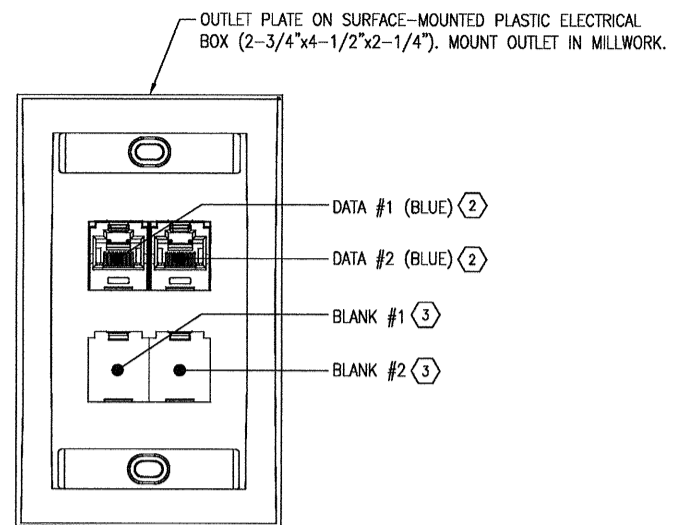 OUTLET PLATE ON SURFACE-MOUNTED PLASTIC ELECTRICAL
BOX (2-3/4"x4-1/2"x2-1/4"). MOUNT OUTLET IN MILLWORK.
DATA #1 (BLUE) 2
DATA #2 (BLUE) 2
BLANK #1 3
BLANK #2 3